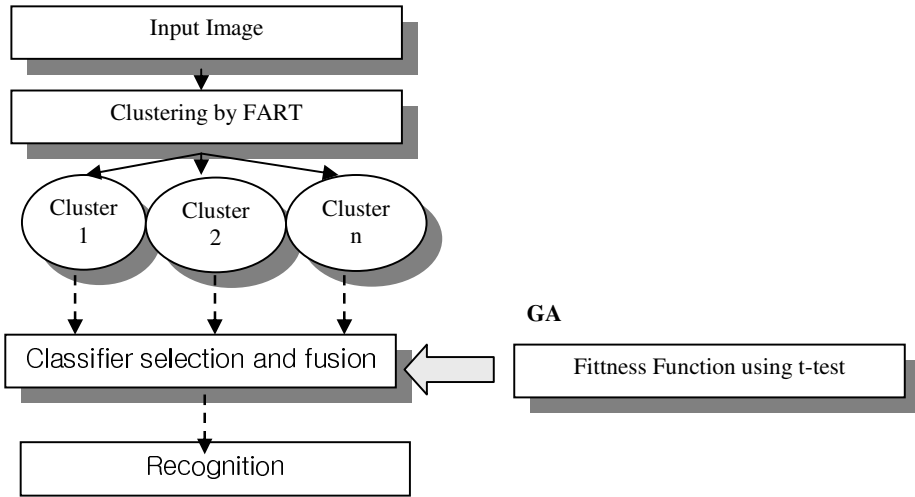 Input Image
Clustering by FART
Cluster
1
Cluster
2
Cluster
n
GA
Classifier selection and fusion
Fittness Function using t-test
Recognition